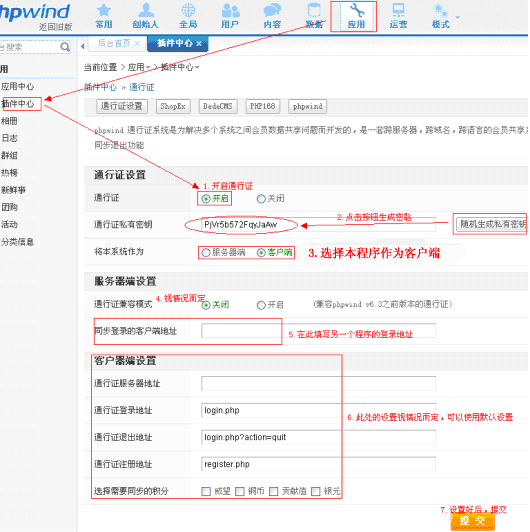 phpwind
返回旧版
常用 创始人 全局 用户 内容 数据 应用 运营 模式
台搜索
后台首页 × 插件中心 ×
当前位置 > 应用 > 插件中心
应用中心
插件中心
相册
日志
群组
热榜
新鲜事
团购
活动
分类信息
插件中心 » 通行证
通行证设置 ShopEx DedeCMS PHP168 phpwind
phpwind 通行证系统是为解决多个系统之间会员数据共享问题而开发的，是一套跨服务器，跨域名，跨语言的会员共享
同步退出功能
通行证设置
1. 开启通行证
通行证 开启 关闭
2. 点击按钮生成密匙
通行证私有密钥 PjVr5b572FqyJaAw 随机生成私有密钥
将本系统作为 服务器端 客户端 3. 选择本程序作为客户端
服务器端设置
4. 视情况而定
通行证兼容模式 关闭 开启 (兼容phpwind v6.3之前版本的通行证)
同步登录的客户端地址
5. 在此填写另一个程序的登录地址
客户器端设置
通行证服务器地址
通行证登录地址 login.php
6. 此处的设置视情况而定，可以使用默认设置
通行证退出地址 login.php?action=quit
通行证注册地址 register.php
选择需要同步的积分 威望 铜币 贡献值 银元
7. 设置好后，提交
提 交